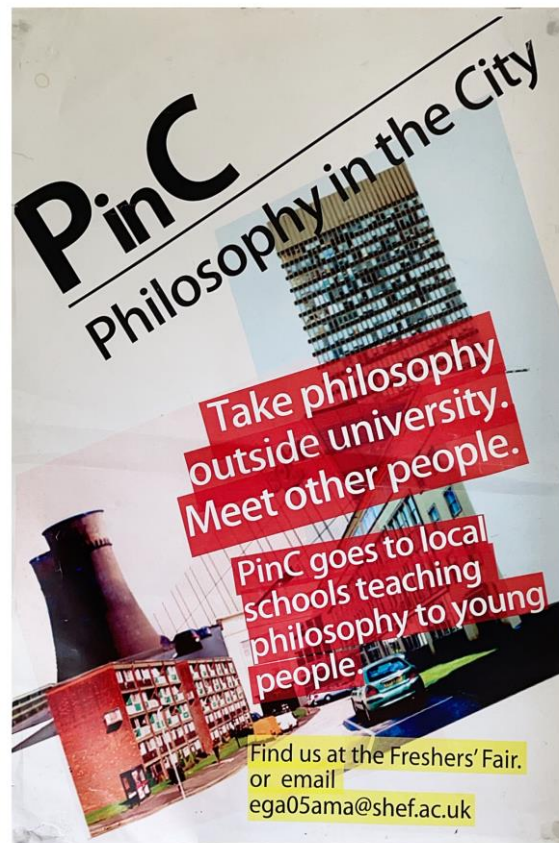 PinC
Philosophy in the City
Take philosophy
outside university.
Meet other people.
PinC goes to local
schools teaching
philosophy to young
people.
Find us at the Freshers' Fair.
or email
ega05ama@shef.ac.uk